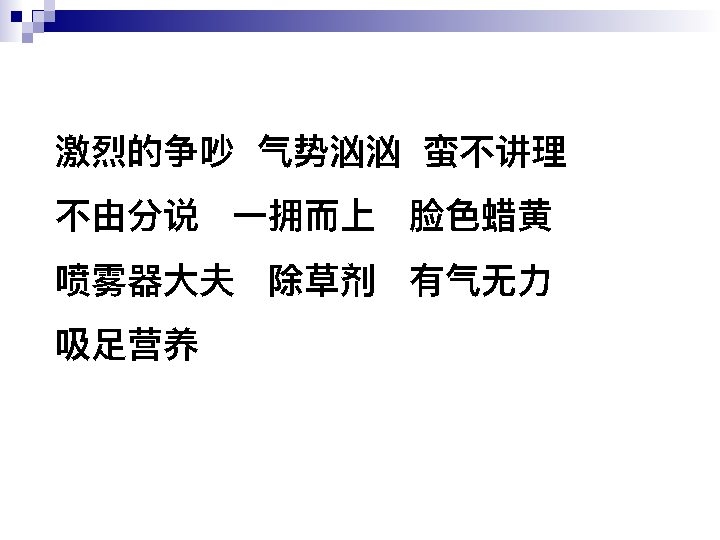 激烈的争吵 气势汹汹 蛮不讲理
不由分说 一拥而上 脸色蜡黄
喷雾器大夫 除草剂 有气无力
吸足营养